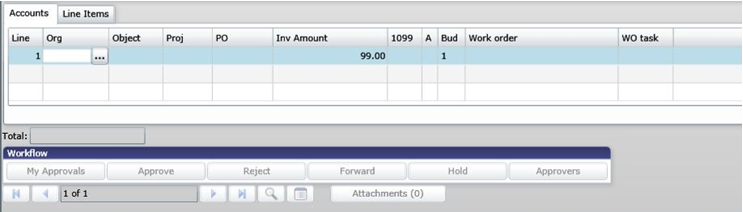 Accounts Line Items
Line Org Object Proj PO Inv Amount 1099 A Bud Work order WO task
1 ... 99.00 1
Total:
Workflow
My Approvals Approve Reject Forward Hold Approvers
1 of 1 Attachments (0)